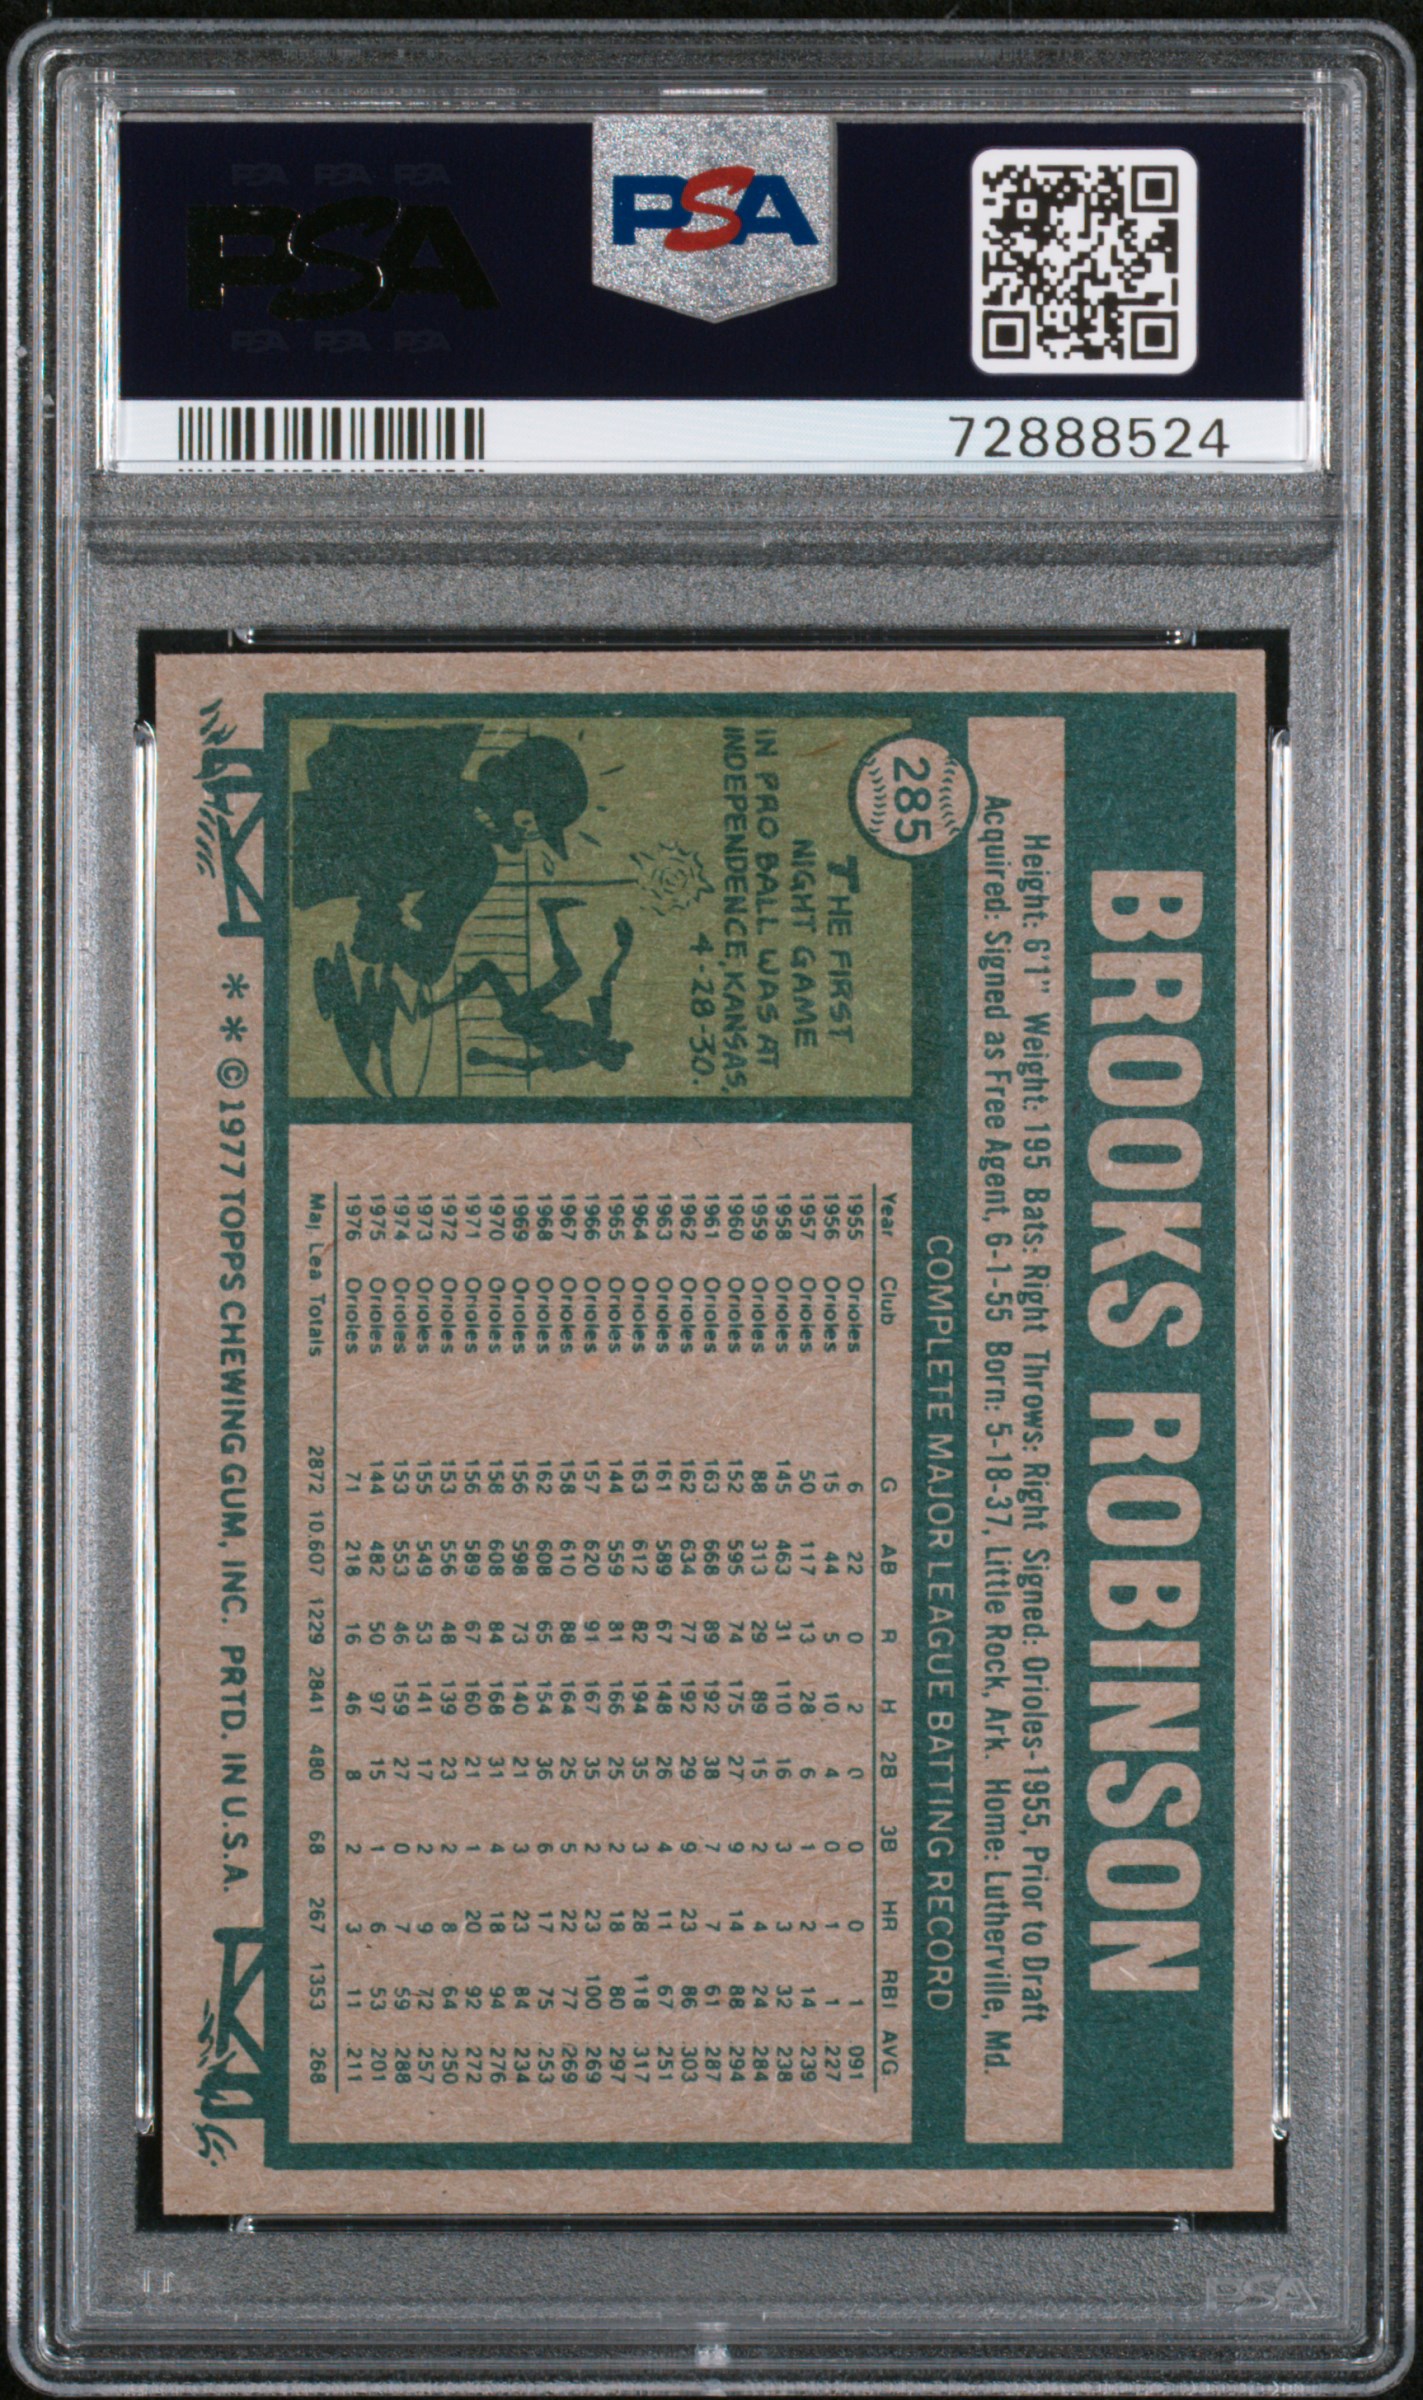 PSA PSA PSA
PSA
PSA PSA PSA
PSA
72888524
BROOKS ROBINSON
Height: 6'1" Weight: 195 Bats: Right Throws: Right Signed: Orioles-1955, Prior to Draft
Acquired: Signed as Free Agent, 6-1-55 Born: 5-18-37, Little Rock, Ark. Home: Lutherville, Md.
285
THE FIRST
NIGHT GAME
IN PRO BALL WAS AT
INDEPENDENCE, KANSAS,
4-28-30.
COMPLETE MAJOR LEAGUE BATTING RECORD
Year Club G AB R H 2B 3B HR RBI AVG
1955 Orioles 6 22 0 2 0 0 0 1 .091
1956 Orioles 15 44 5 10 4 0 1 1 .227
1957 Orioles 50 117 13 28 6 1 2 14 .239
1958 Orioles 145 463 31 110 16 3 3 32 .238
1959 Orioles 88 313 29 89 15 2 4 24 .284
1960 Orioles 152 595 74 175 27 9 14 88 .294
1961 Orioles 163 668 89 192 38 7 7 61 .287
1962 Orioles 162 634 77 192 29 9 23 86 .303
1963 Orioles 161 589 67 148 26 4 11 67 .251
1964 Orioles 163 612 82 194 35 3 28 118 .317
1965 Orioles 144 559 81 166 25 2 18 80 .297
1966 Orioles 157 620 91 167 35 2 23 100 .269
1967 Orioles 158 610 88 164 25 5 22 77 .269
1968 Orioles 162 608 65 154 36 6 17 75 .253
1969 Orioles 156 598 73 140 21 3 23 84 .234
1970 Orioles 158 608 84 168 31 4 18 94 .276
1971 Orioles 156 589 67 160 21 1 20 92 .272
1972 Orioles 153 556 48 139 23 2 8 64 .250
1973 Orioles 155 549 53 141 17 2 9 72 .257
1974 Orioles 153 553 46 159 27 0 7 59 .288
1975 Orioles 144 482 50 97 15 1 6 53 .201
1976 Orioles 71 218 16 46 8 2 3 11 .211
Maj. Lea Totals 2872 10,607 1229 2841 480 68 267 1353 .268
* * © 1977 TOPPS CHEWING GUM, INC. PRTD. IN U.S.A.
PSA